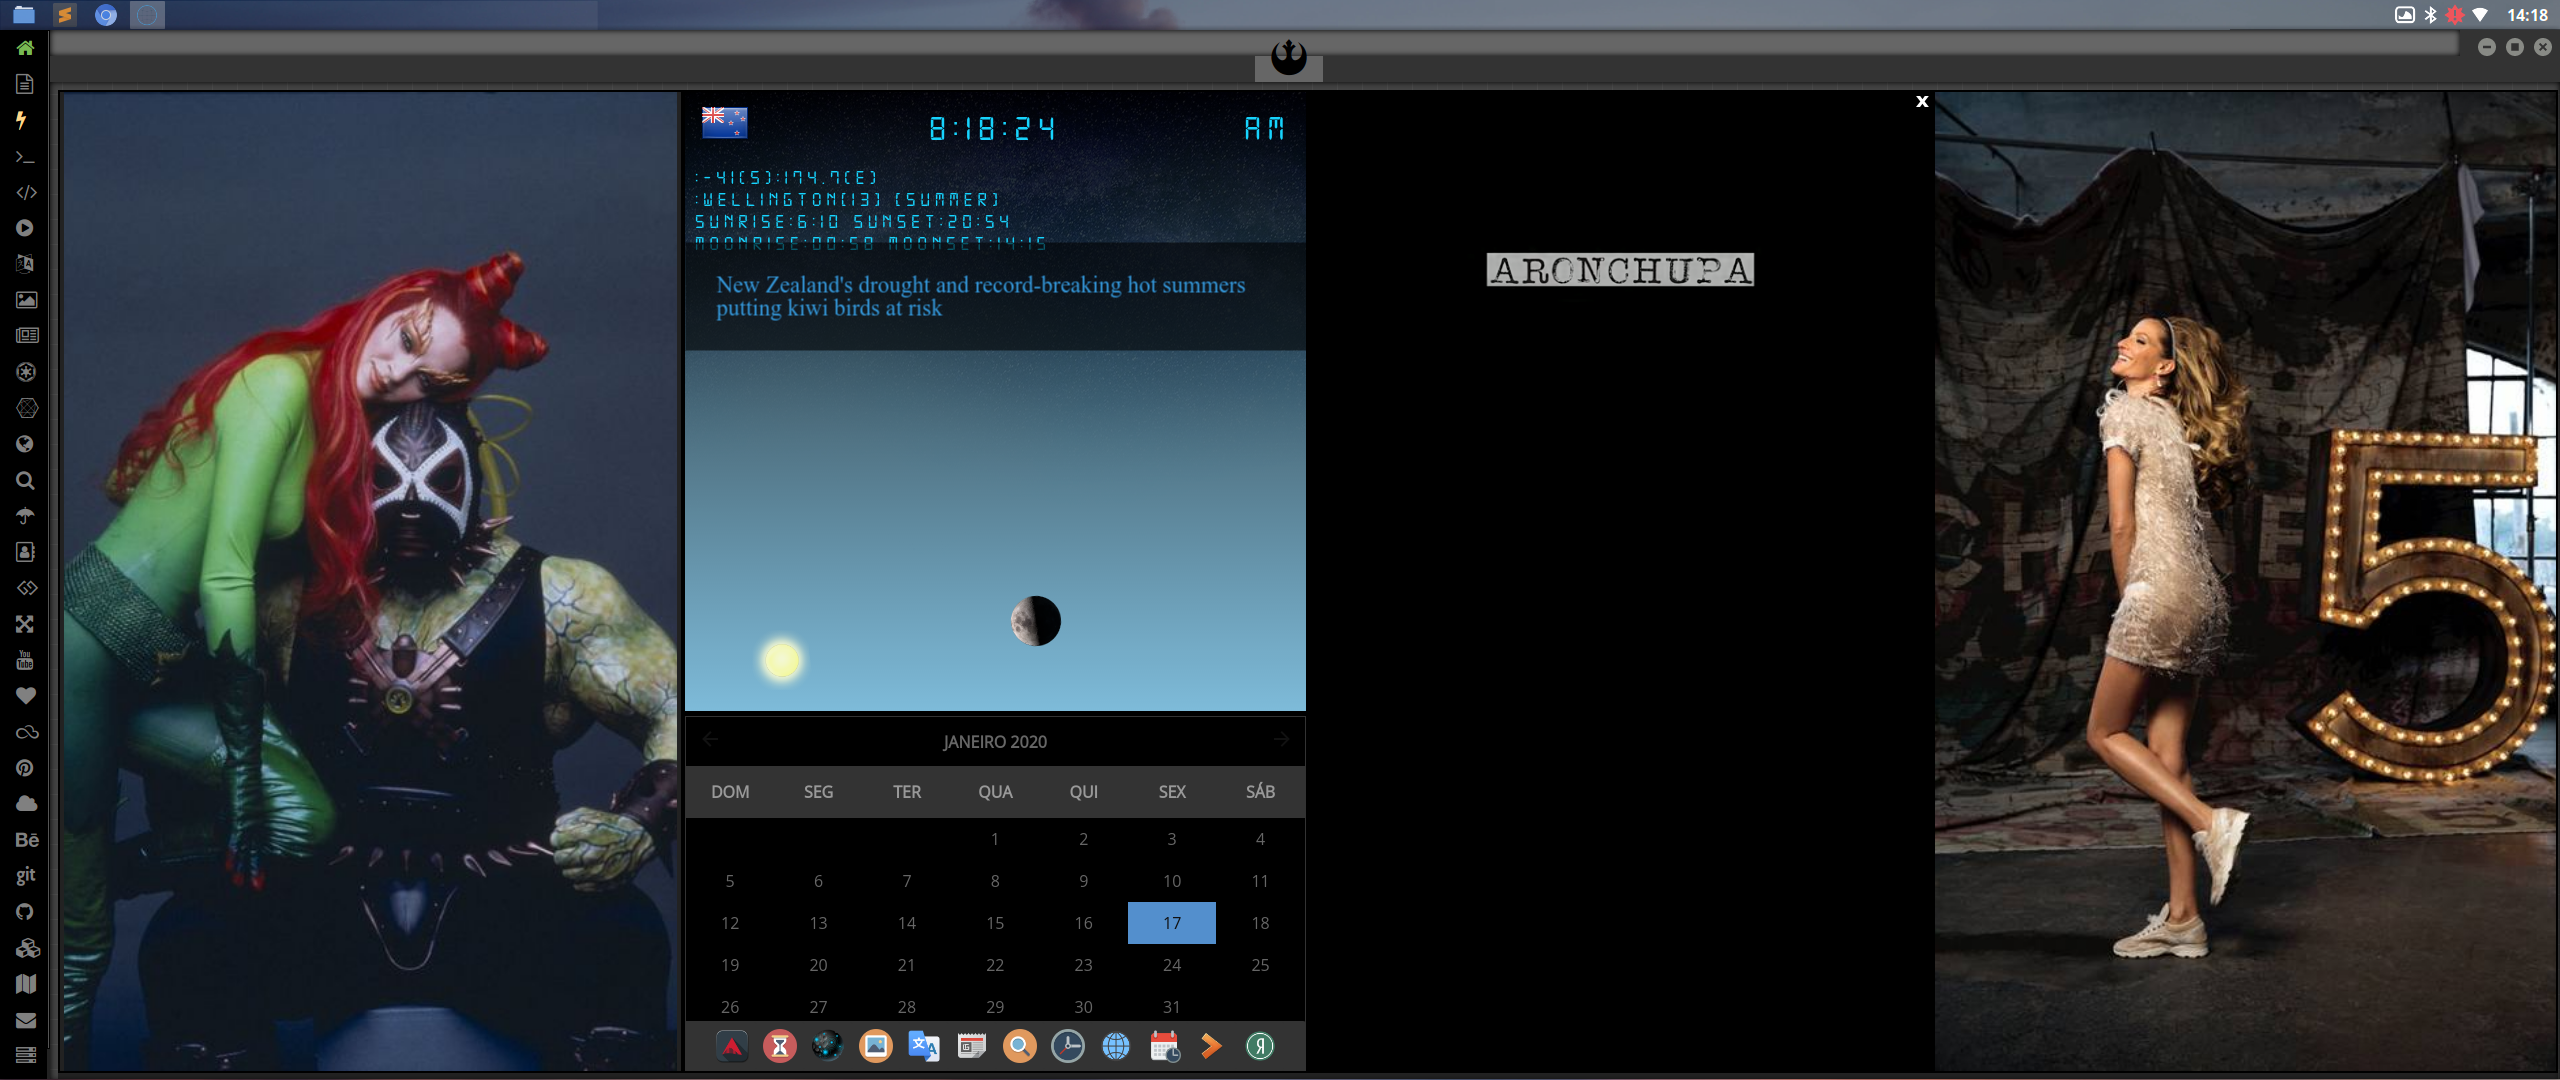 14:18
8:18:24 AM
:-41(S):174.7(E)
:WELLINGTON(13) (SUMMER)
SUNRISE:6:10 SUNSET:20:54
MOONRISE:00:58 MOONSET:14:15
New Zealand's drought and record-breaking hot summers
putting kiwi birds at risk
JANEIRO 2020
DOM SEG TER QUA QUI SEX SÁB
1 2 3 4
5 6 7 8 9 10 11
12 13 14 15 16 17 18
19 20 21 22 23 24 25
26 27 28 29 30 31
X
ARONCHUPA
5
You
Tube
Bē
git